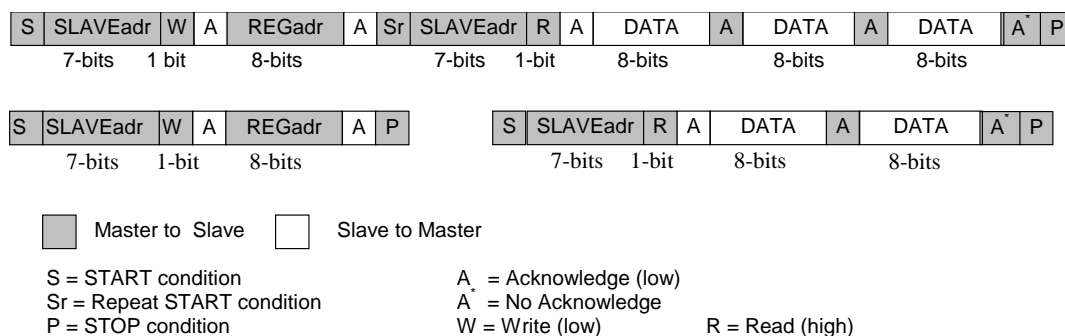 S SLAVEadr W A REGadr A Sr SLAVEadr R A DATA A DATA A DATA A* P
7-bits 1 bit 8-bits 7-bits 1-bit 8-bits 8-bits 8-bits
S SLAVEadr W A REGadr A P
7-bits 1-bit 8-bits
S SLAVEadr R A DATA A DATA A* P
7-bits 1-bit 8-bits 8-bits
Master to Slave Slave to Master
S = START condition
Sr = Repeat START condition
P = STOP condition
A = Acknowledge (low)
A* = No Acknowledge
W = Write (low) R = Read (high)